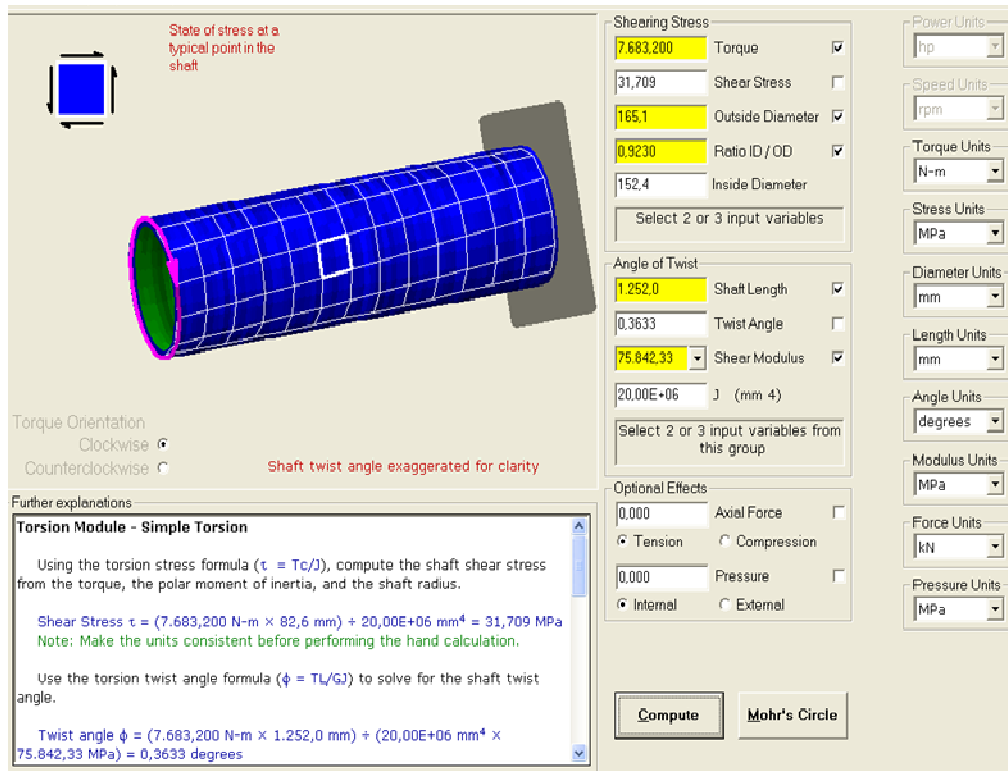 State of stress at a
typical point in the
shaft
Torque Orientation
Clockwise
Counterclockwise
Shaft twist angle exaggerated for clarity
Further explanations
Torsion Module - Simple Torsion
Using the torsion stress formula (τ = Tc/J), compute the shaft shear stress
from the torque, the polar moment of inertia, and the shaft radius.
Shear Stress τ = (7.683,200 N-m × 82,6 mm) ÷ 20,00E+06 mm⁴ = 31,709 MPa
Note: Make the units consistent before performing the hand calculation.
Use the torsion twist angle formula (ϕ = TL/GJ) to solve for the shaft twist
angle.
Twist angle ϕ = (7.683,200 N-m × 1.252,0 mm) ÷ (20,00E+06 mm⁴ ×
75.842,33 MPa) = 0,3633 degrees
Shearing Stress
7.683,200 Torque
31,709 Shear Stress
165,1 Outside Diameter
0,9230 Ratio ID / OD
152,4 Inside Diameter
Select 2 or 3 input variables
Angle of Twist
1.252,0 Shaft Length
0,3633 Twist Angle
75.842,33 Shear Modulus
20,00E+06 J (mm 4)
Select 2 or 3 input variables from
this group
Optional Effects
0,000 Axial Force
Tension Compression
0,000 Pressure
Internal External
Compute Mohr's Circle
Power Units
hp
Speed Units
rpm
Torque Units
N-m
Stress Units
MPa
Diameter Units
mm
Length Units
mm
Angle Units
degrees
Modulus Units
MPa
Force Units
kN
Pressure Units
MPa